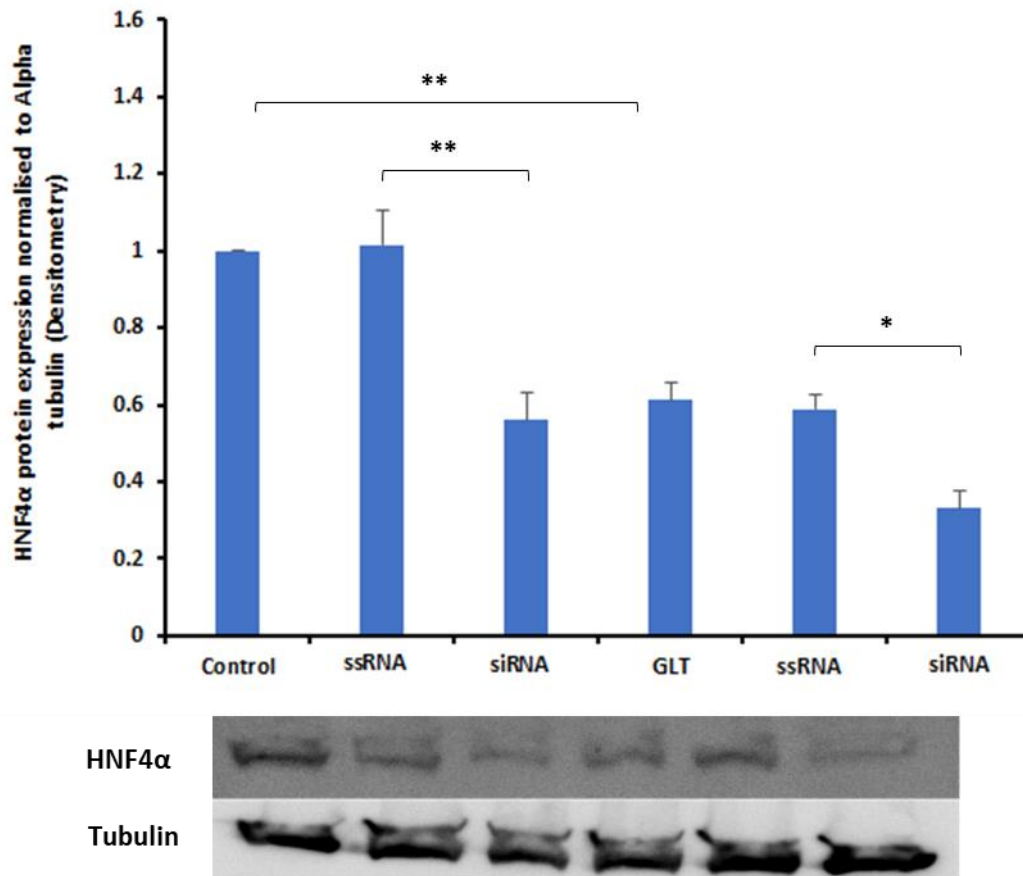 HNF4α protein expression normalised to Alpha
tubulin (Densitometry)
1.6
1.4
1.2
1
0.8
0.6
0.4
0.2
0
**
**
*
Control ssRNA siRNA GLT ssRNA siRNA
HNF4α
Tubulin